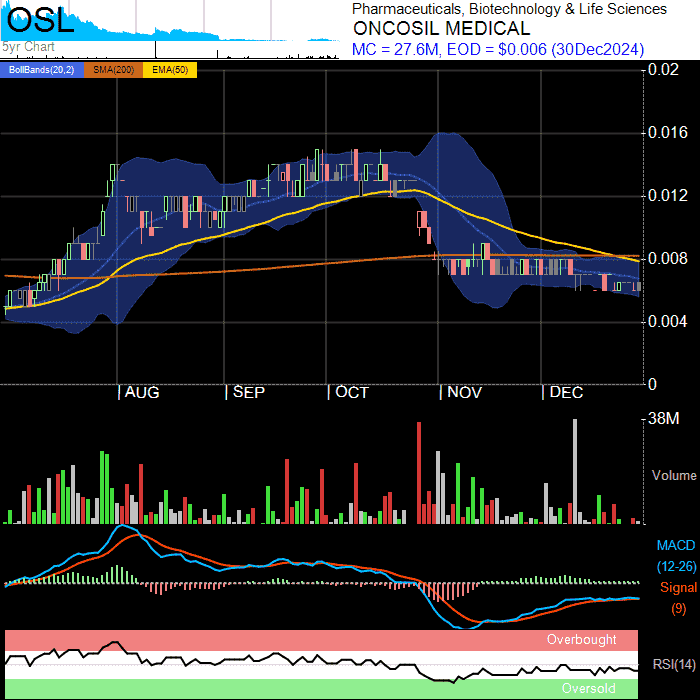 OSL
5yr Chart
Pharmaceuticals, Biotechnology & Life Sciences
ONCOSIL MEDICAL
MC = 27.6M, EOD = $0.006 (30Dec2024)
BollBands(20,2) SMA(200) EMA(50)
0.02
0.016
0.012
0.008
0.004
0
AUG SEP OCT NOV DEC
38M
Volume
MACD
(12-26)
Signal
(9)
Overbought
RSI(14)
Oversold